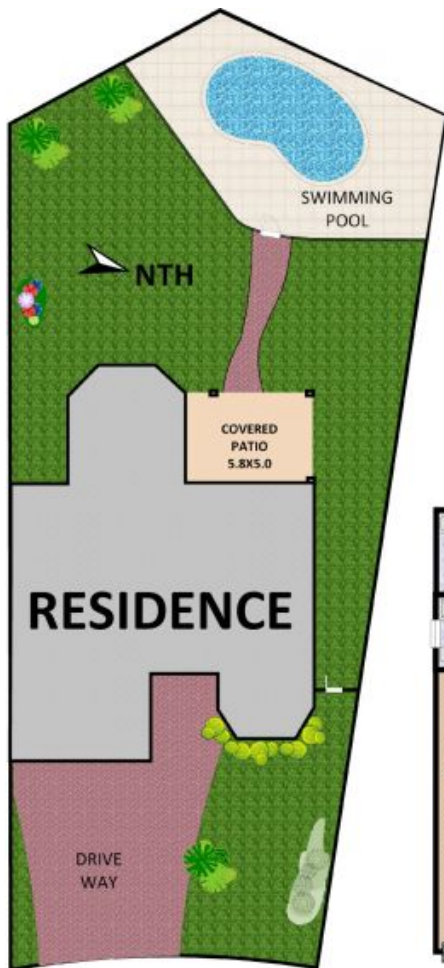 SWIMMING
POOL
NTH
COVERED
PATIO
5.8X5.0
RESIDENCE
DRIVE
WAY